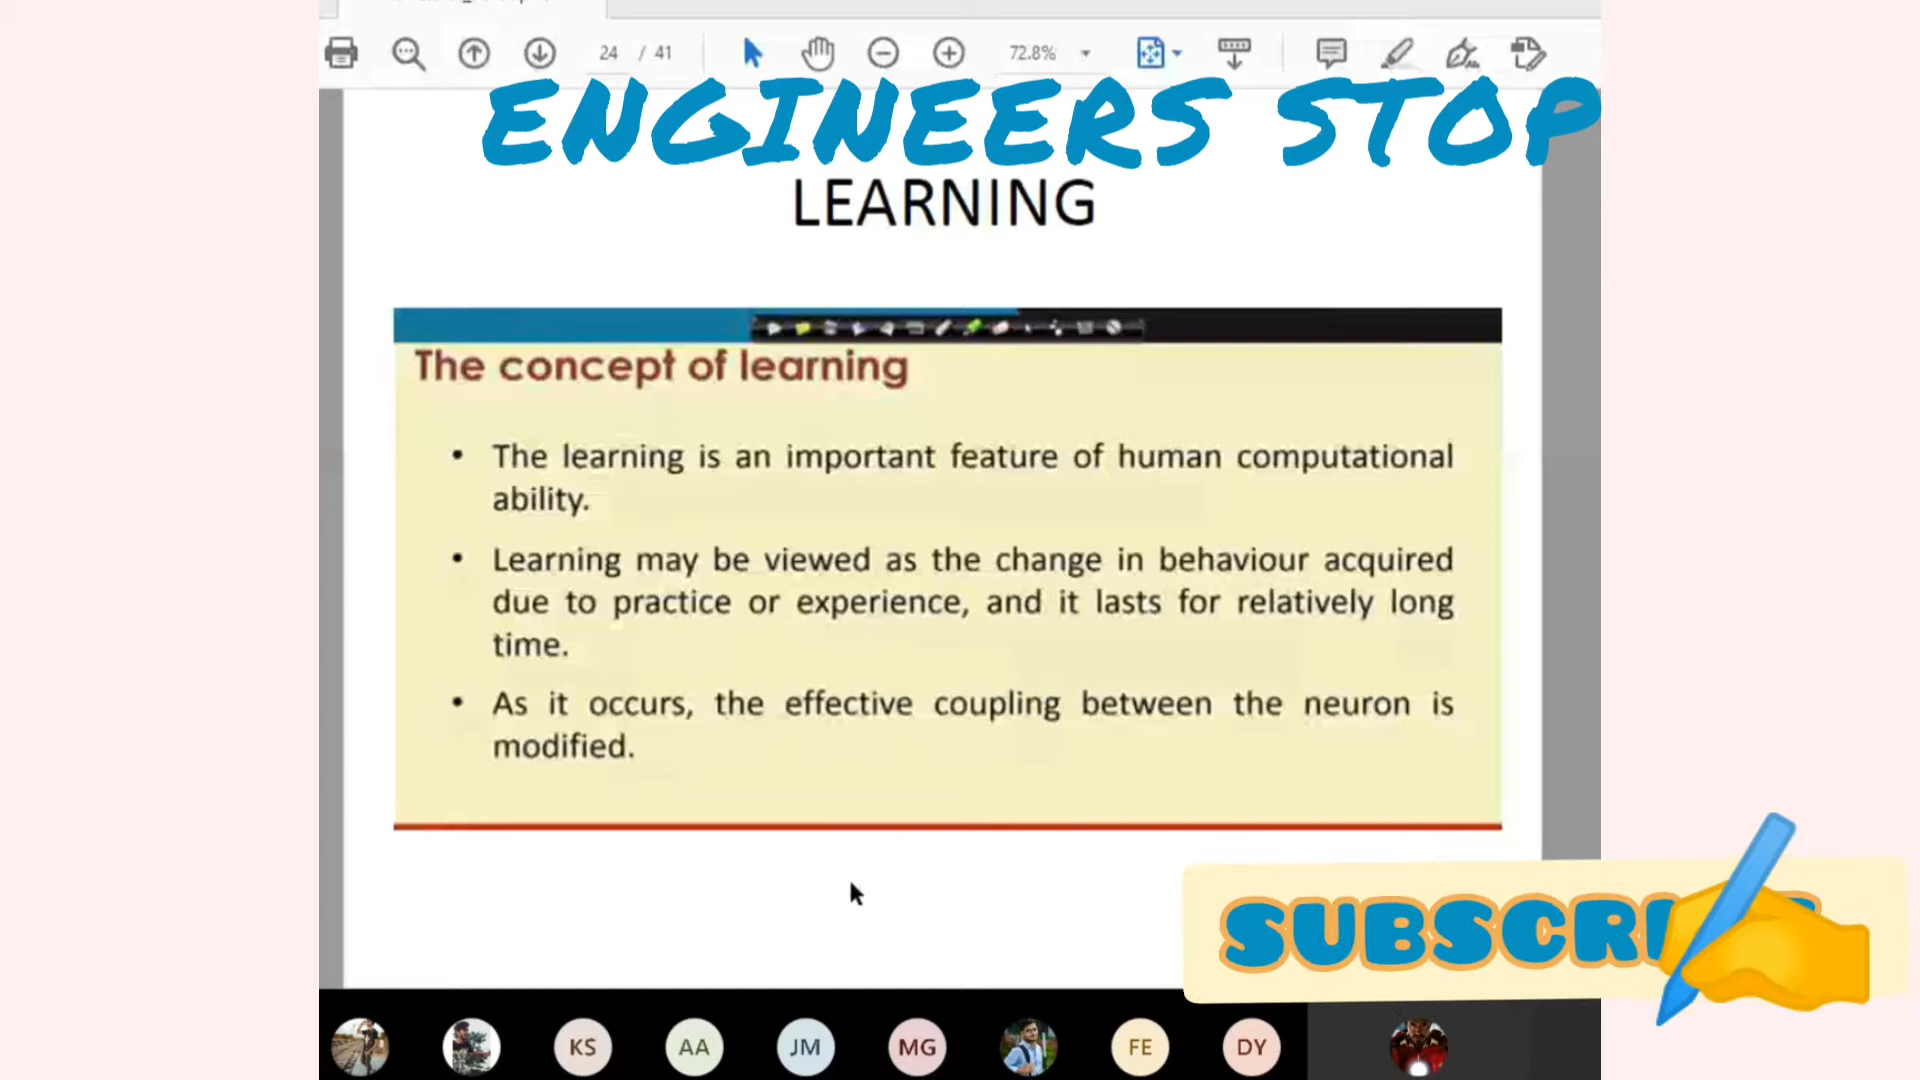 24 / 41
72.8%
ENGINEERS STOP
LEARNING
The concept of learning
• The learning is an important feature of human computational
ability.
• Learning may be viewed as the change in behaviour acquired
due to practice or experience, and it lasts for relatively long
time.
• As it occurs, the effective coupling between the neuron is
modified.
SUBSCRI
KS AA JM MG FE DY